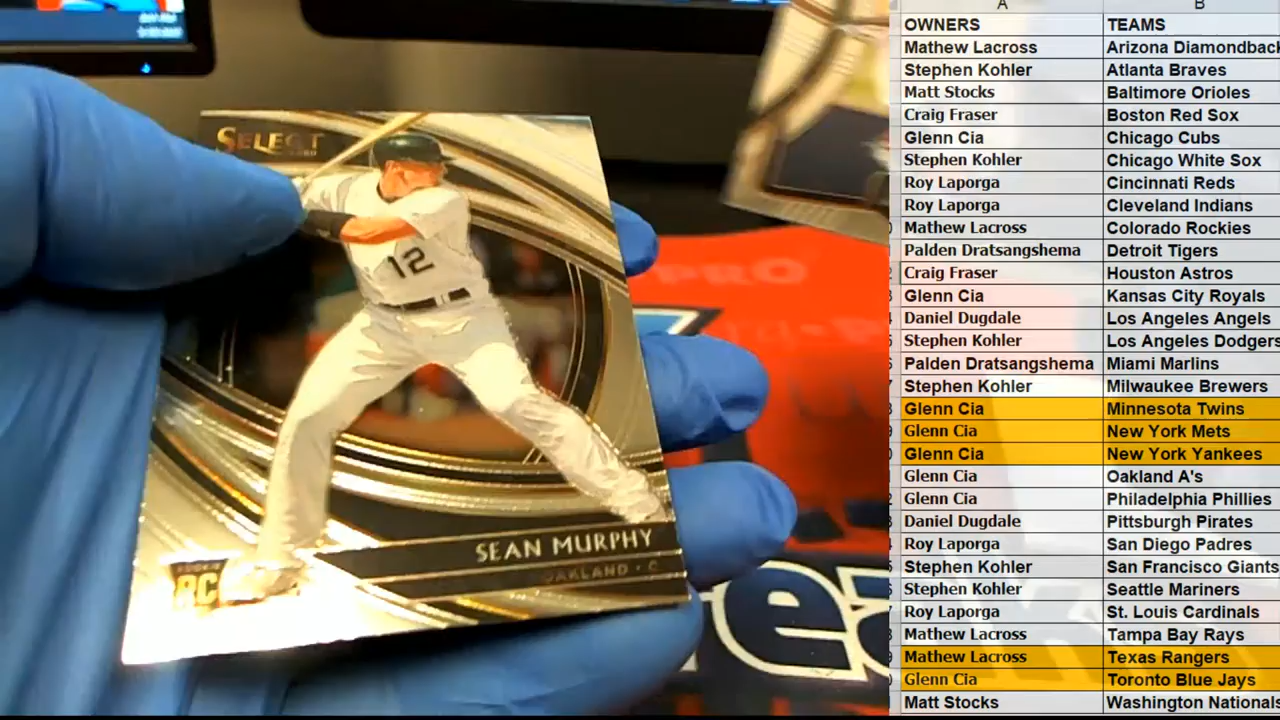 SELECT
12
SEAN MURPHY
OAKLAND · C
ROOKIE
RC
PRO
A B
OWNERS TEAMS
Mathew Lacross Arizona Diamondback
Stephen Kohler Atlanta Braves
Matt Stocks Baltimore Orioles
Craig Fraser Boston Red Sox
Glenn Cia Chicago Cubs
Stephen Kohler Chicago White Sox
Roy Laporga Cincinnati Reds
Roy Laporga Cleveland Indians
Mathew Lacross Colorado Rockies
Palden Dratsangshema Detroit Tigers
Craig Fraser Houston Astros
Glenn Cia Kansas City Royals
Daniel Dugdale Los Angeles Angels
Stephen Kohler Los Angeles Dodgers
Palden Dratsangshema Miami Marlins
Stephen Kohler Milwaukee Brewers
Glenn Cia Minnesota Twins
Glenn Cia New York Mets
Glenn Cia New York Yankees
Glenn Cia Oakland A's
Glenn Cia Philadelphia Phillies
Daniel Dugdale Pittsburgh Pirates
Roy Laporga San Diego Padres
Stephen Kohler San Francisco Giants
Stephen Kohler Seattle Mariners
Roy Laporga St. Louis Cardinals
Mathew Lacross Tampa Bay Rays
Mathew Lacross Texas Rangers
Glenn Cia Toronto Blue Jays
Matt Stocks Washington Nationals